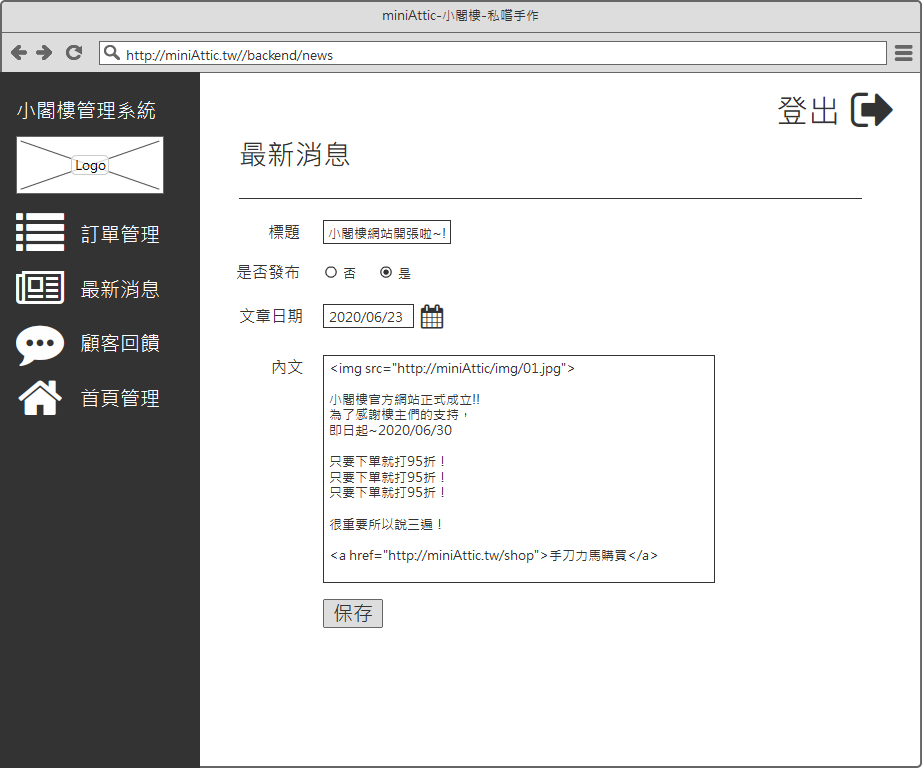 miniAttic-小閣樓-私嚐手作
http://miniAttic.tw//backend/news
小閣樓管理系統
Logo
訂單管理
最新消息
顧客回饋
首頁管理
登出
最新消息
標題 小閣樓網站開張啦~!
是否發布 否 是
文章日期 2020/06/23
內文
<img src="http://miniAttic/img/01.jpg">
小閣樓官方網站正式成立!!
為了感謝樓主們的支持，
即日起~2020/06/30
只要下單就打95折！
只要下單就打95折！
只要下單就打95折！
很重要所以說三遍！
<a href="http://miniAttic.tw/shop">手刀力馬購買</a>
保存